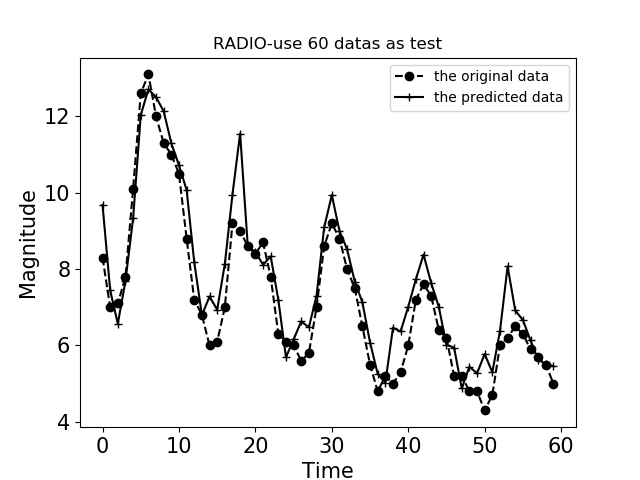 RADIO-use 60 datas as test
the original data
the predicted data
12
10
8
6
4
Magnitude
0 10 20 30 40 50 60
Time